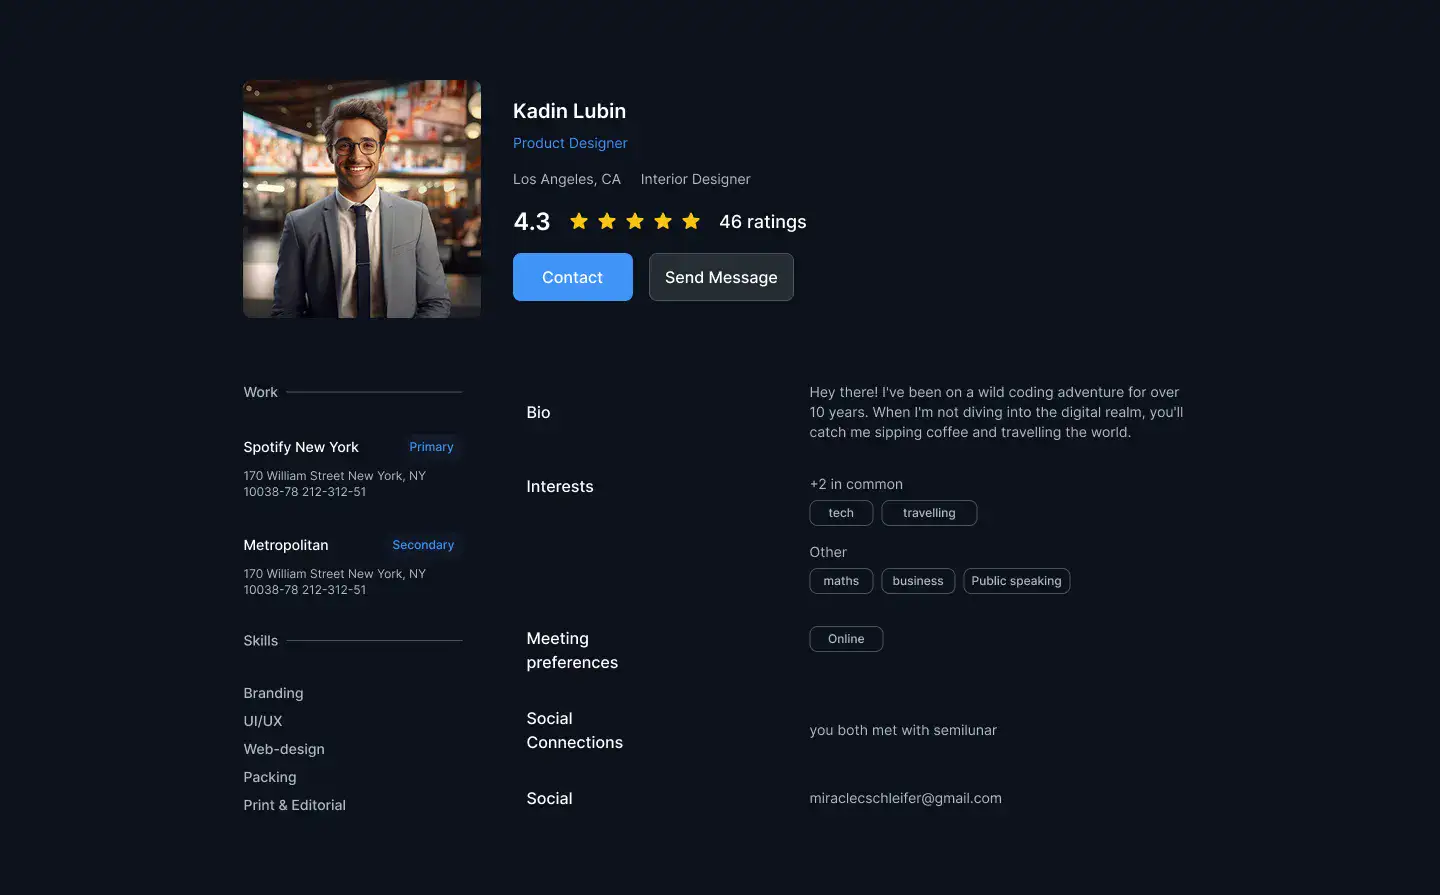 Kadin Lubin
Product Designer
Los Angeles, CA Interior Designer
4.3 46 ratings
Contact Send Message
Work
Spotify New York Primary
170 William Street New York, NY
10038-78 212-312-51
Metropolitan Secondary
170 William Street New York, NY
10038-78 212-312-51
Skills
Branding
UI/UX
Web-design
Packing
Print & Editorial
Bio
Hey there! I've been on a wild coding adventure for over
10 years. When I'm not diving into the digital realm, you'll
catch me sipping coffee and travelling the world.
Interests
+2 in common
tech travelling
Other
maths business Public speaking
Meeting
preferences
Online
Social
Connections
you both met with semilunar
Social
miraclecschleifer@gmail.com